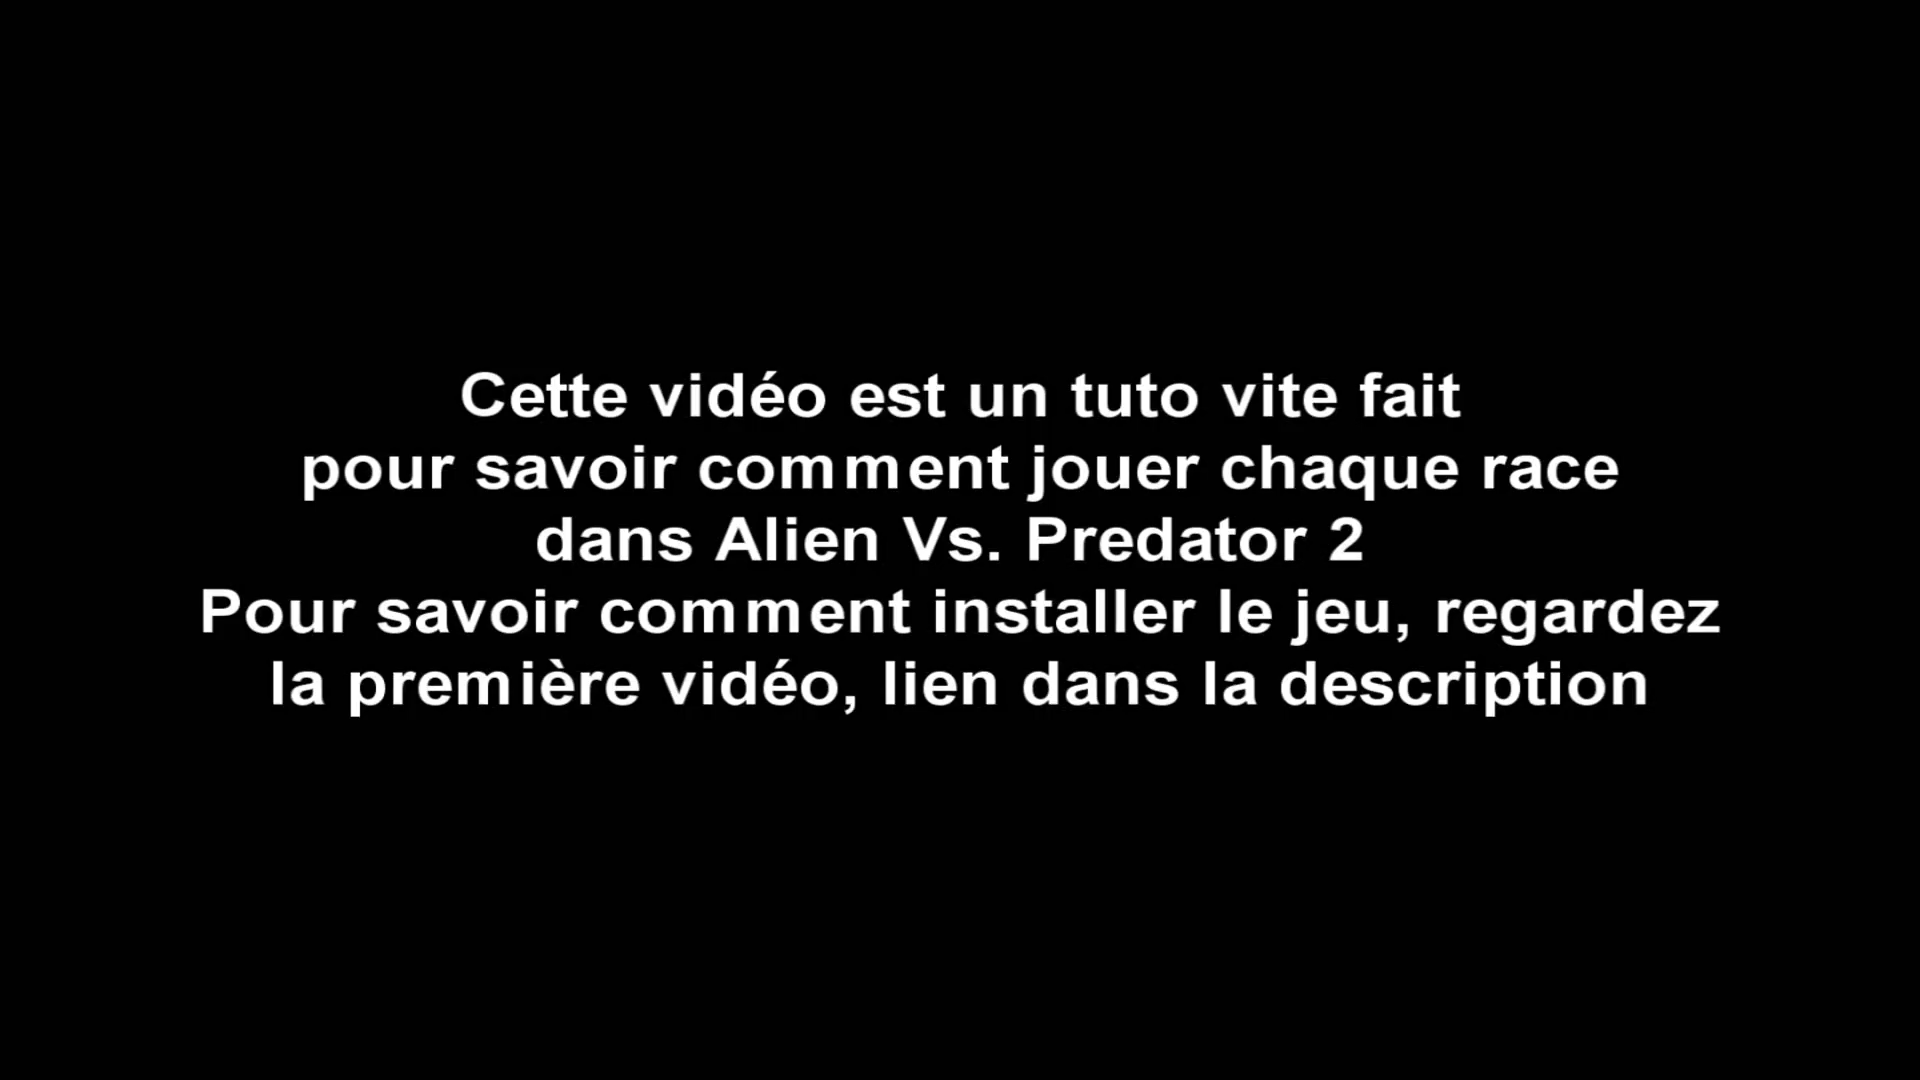 Cette vidéo est un tuto vite fait
pour savoir comment jouer chaque race
dans Alien Vs. Predator 2
Pour savoir comment installer le jeu, regardez
la première vidéo, lien dans la description